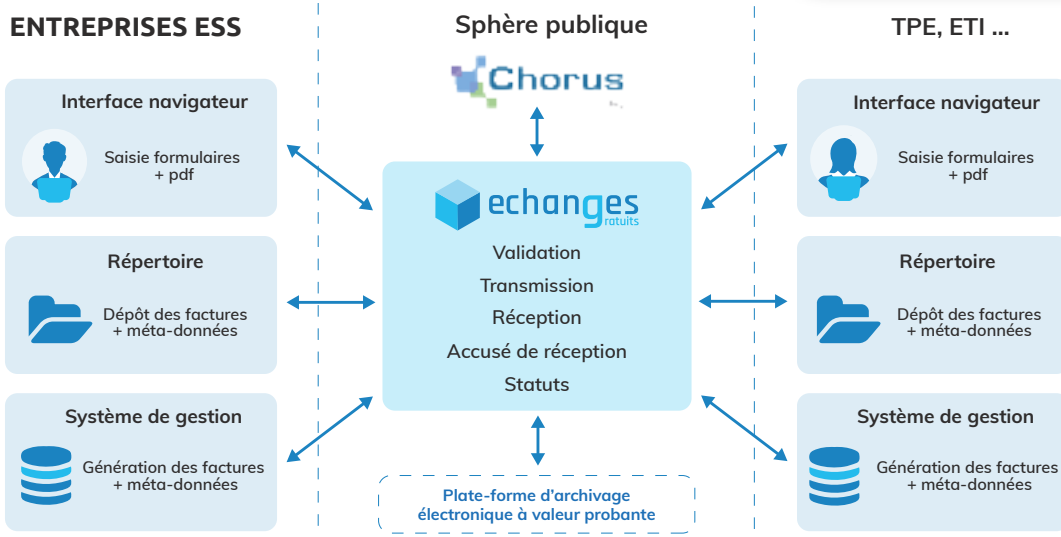 ENTREPRISES ESS
Interface navigateur
Saisie formulaires
+ pdf
Répertoire
Dépôt des factures
+ méta-données
Système de gestion
Génération des factures
+ méta-données
Sphère publique
Chorus
echanges
ratuits
Validation
Transmission
Réception
Accusé de réception
Statuts
Plate-forme d'archivage
électronique à valeur probante
TPE, ETI ...
Interface navigateur
Saisie formulaires
+ pdf
Répertoire
Dépôt des factures
+ méta-données
Système de gestion
Génération des factures
+ méta-données